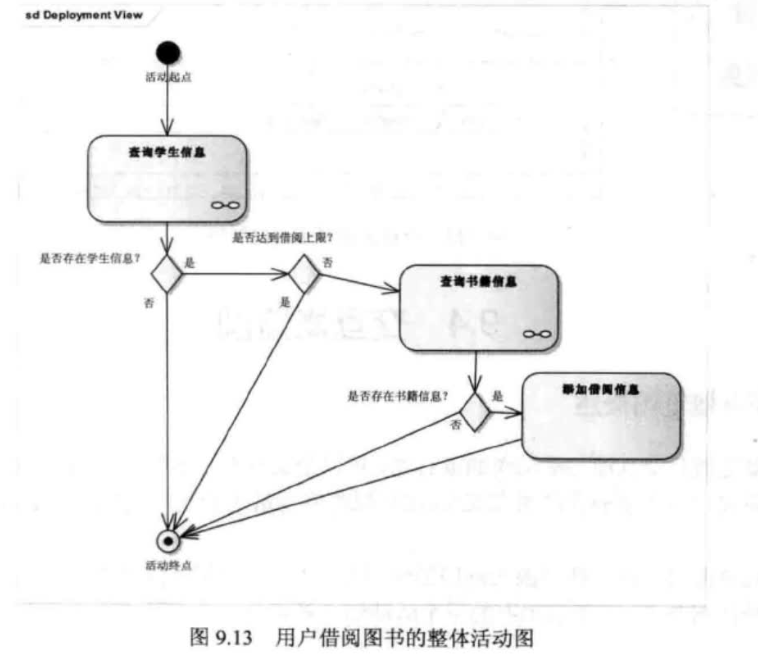 sd Deployment View
活动起点
查询学生信息
是否达到借阅上限?
是否存在学生信息?
是
否
否
是
查询书籍信息
是否存在书籍信息?
是
否
添加借阅信息
活动终点
图 9.13 用户借阅图书的整体活动图